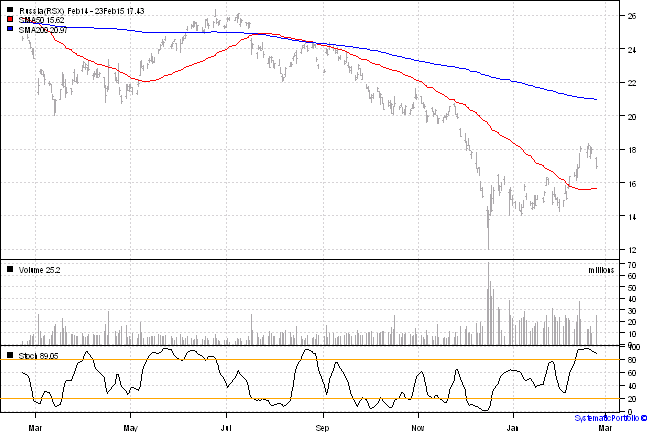 Russia(RSX) Feb14 - 23Feb15 17.43
SMA50 15.62
SMA200 20.97
26
24
22
20
18
16
14
12
Volume 25.2
millions
70
60
50
40
30
20
10
0
Stoch 89.05
100
80
60
40
20
0
Mar May Jul Sep Nov Jan Mar
SystematicPortfolio ©